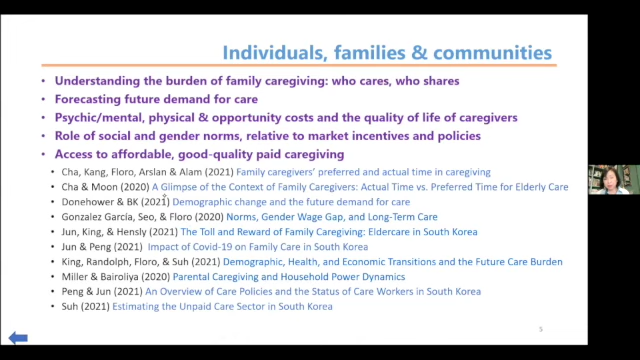 Individuals, families & communities
• Understanding the burden of family caregiving: who cares, who shares
• Forecasting future demand for care
• Psychic/mental, physical & opportunity costs and the quality of life of caregivers
• Role of social and gender norms, relative to market incentives and policies
• Access to affordable, good-quality paid caregiving
• Cha, Kang, Floro, Arslan & Alam (2021) Family caregivers' preferred and actual time in caregiving
• Cha & Moon (2020) A Glimpse of the Context of Family Caregivers: Actual Time vs. Preferred Time for Elderly Care
• Donehower & BK (2021) Demographic change and the future demand for care
• Gonzalez García, Seo, & Floro (2020) Norms, Gender Wage Gap, and Long-Term Care
• Jun, King, & Hensly (2021) The Toll and Reward of Family Caregiving: Eldercare in South Korea
• Jun & Peng (2021) Impact of Covid-19 on Family Care in South Korea
• King, Randolph, Floro, & Suh (2021) Demographic, Health, and Economic Transitions and the Future Care Burden
• Miller & Bairoliya (2020) Parental Caregiving and Household Power Dynamics
• Peng & Jun (2021) An Overview of Care Policies and the Status of Care Workers in South Korea
• Suh (2021) Estimating the Unpaid Care Sector in South Korea
5